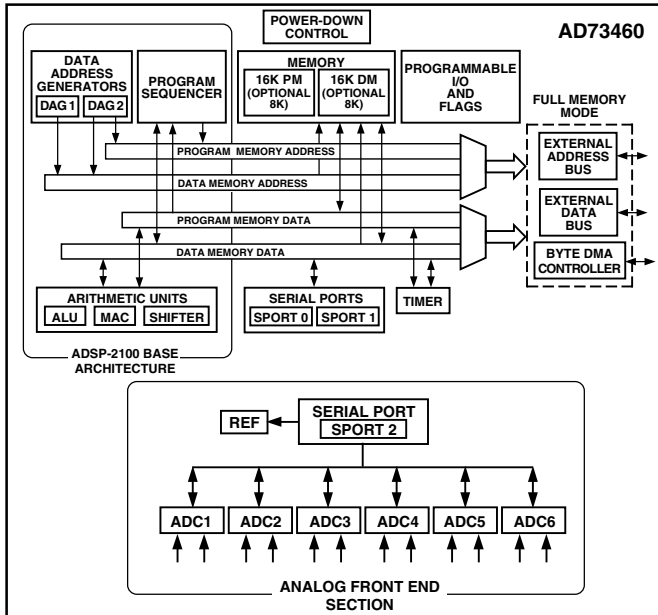 AD73460
POWER-DOWN
CONTROL
DATA
ADDRESS
GENERATORS
DAG 1
DAG 2
PROGRAM
SEQUENCER
MEMORY
16K PM
(OPTIONAL
8K)
16K DM
(OPTIONAL
8K)
PROGRAMMABLE
I/O
AND
FLAGS
FULL MEMORY
MODE
EXTERNAL
ADDRESS
BUS
EXTERNAL
DATA
BUS
BYTE DMA
CONTROLLER
PROGRAM MEMORY ADDRESS
DATA MEMORY ADDRESS
PROGRAM MEMORY DATA
DATA MEMORY DATA
ARITHMETIC UNITS
ALU
MAC
SHIFTER
SERIAL PORTS
SPORT 0
SPORT 1
TIMER
ADSP-2100 BASE
ARCHITECTURE
REF
SERIAL PORT
SPORT 2
ADC1
ADC2
ADC3
ADC4
ADC5
ADC6
ANALOG FRONT END
SECTION